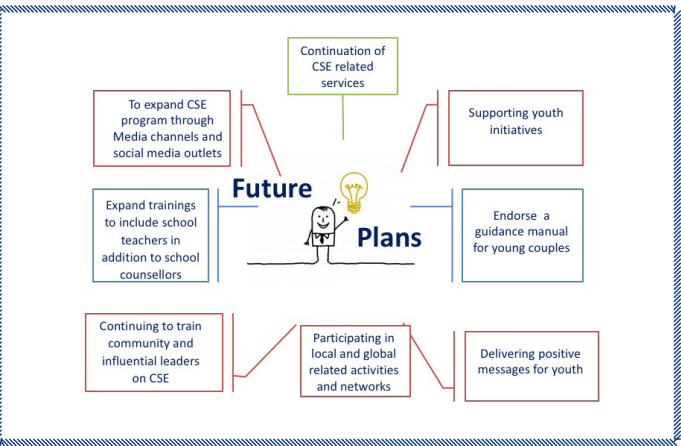 Continuation of
CSE related
services
To expand CSE
program through
Media channels and
social media outlets
Supporting youth
initiatives
Future
Plans
Expand trainings
to include school
teachers in
addition to school
counsellors
Endorse a
guidance manual
for young couples
Continuing to train
community and
influential leaders
on CSE
Participating in
local and global
related activities
and networks
Delivering positive
messages for youth